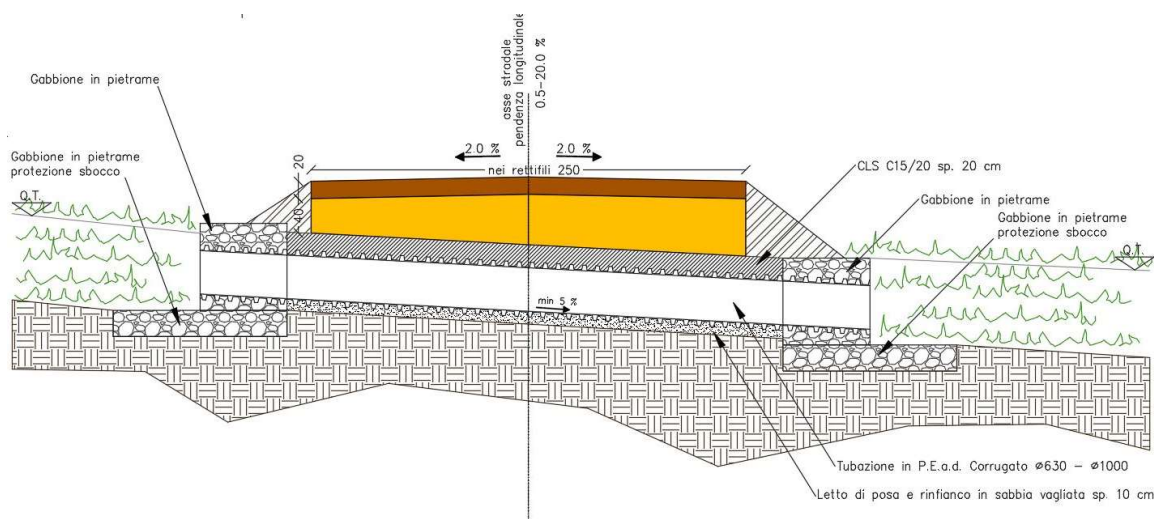 Gabbione in pietrame
Gabbione in pietrame
protezione sbocco
Q.T.
asse stradale
pendenza longitudinale
0.5-20.0 %
2.0 %
2.0 %
nei rettifili 250
20
40
CLS C15/20 sp. 20 cm
Gabbione in pietrame
Gabbione in pietrame
protezione sbocco
Q.T.
min 5 %
Tubazione in P.E.a.d. Corrugato ø630 - ø1000
Letto di posa e rinfianco in sabbia vagliata sp. 10 cm